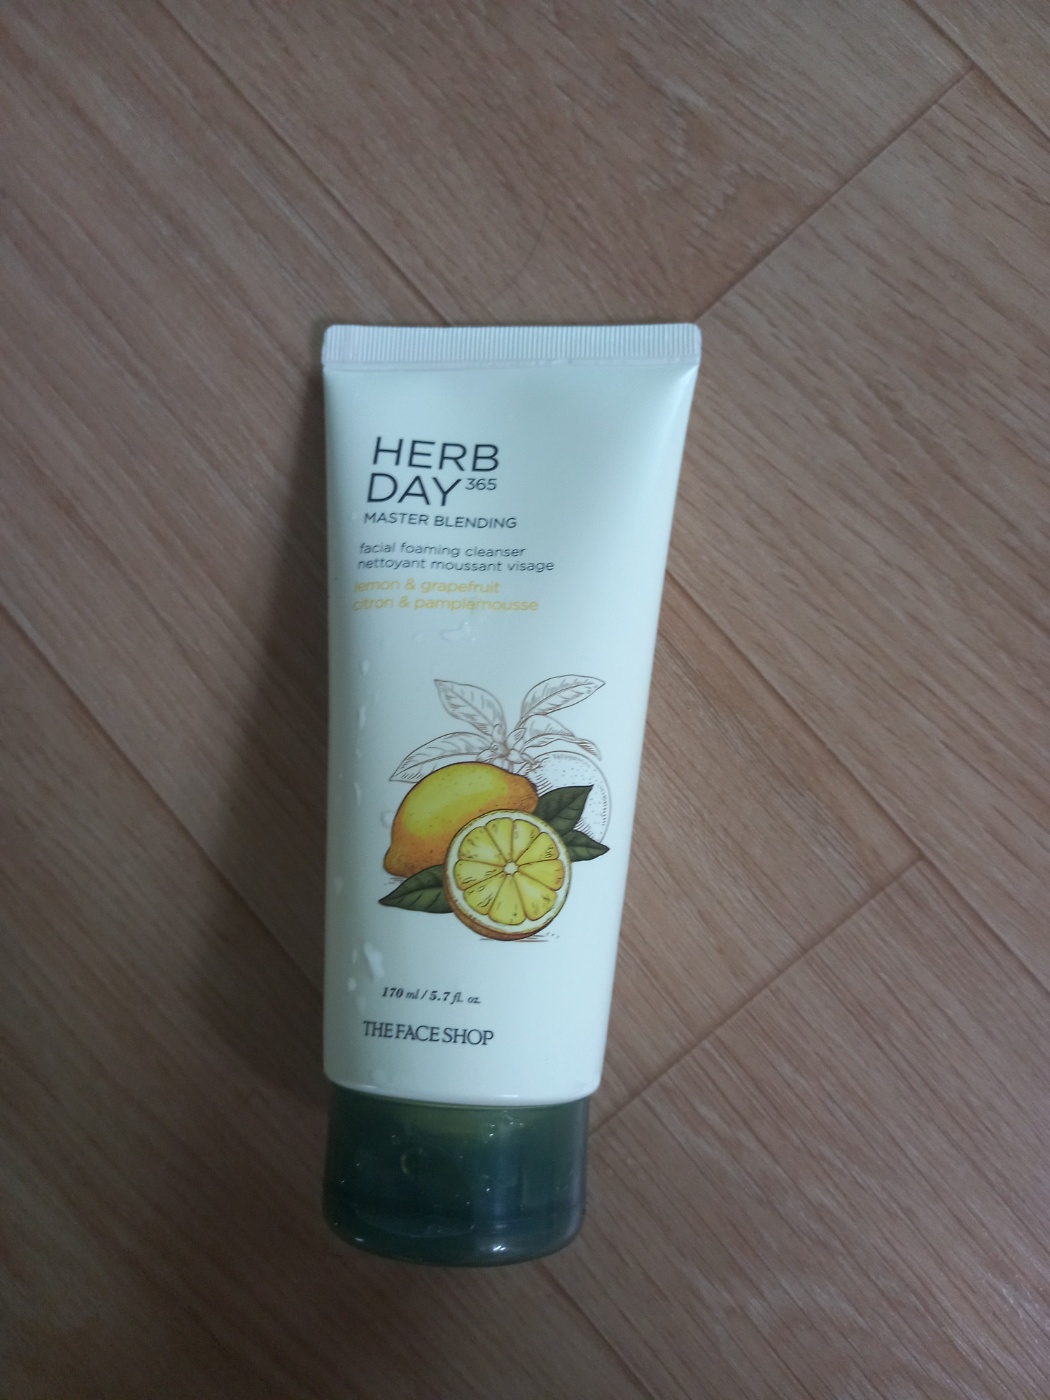 HERB
DAY 365
MASTER BLENDING
facial foaming cleanser
nettoyant moussant visage
lemon & grapefruit
citron & pamplemousse
170 ml / 5.7 fl. oz.
THE FACE SHOP